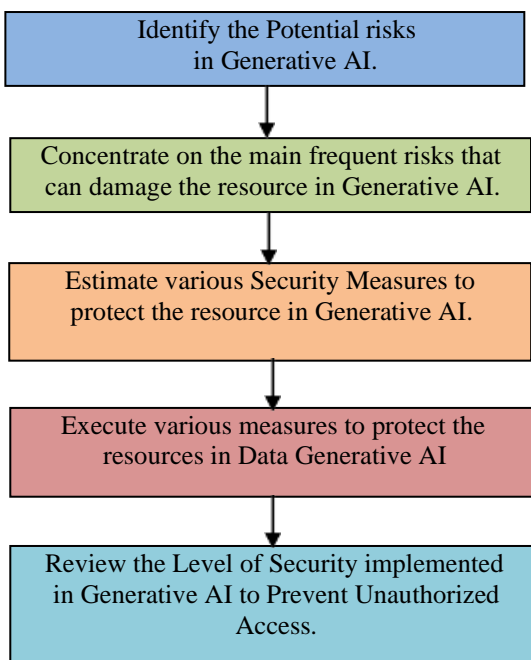 Identify the Potential risks
in Generative AI.
Concentrate on the main frequent risks that
can damage the resource in Generative AI.
Estimate various Security Measures to
protect the resource in Generative AI.
Execute various measures to protect the
resources in Data Generative AI
Review the Level of Security implemented
in Generative AI to Prevent Unauthorized
Access.